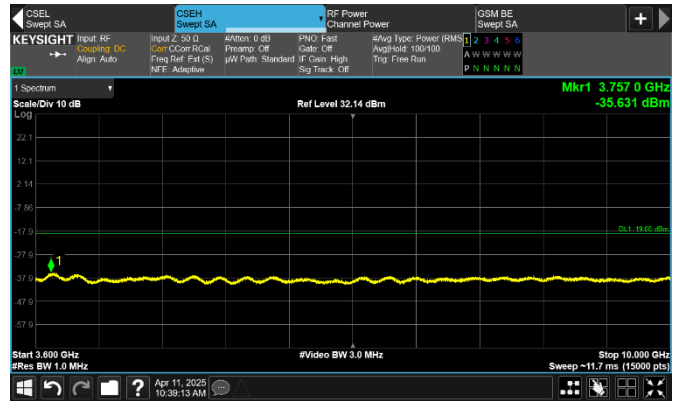 CSEL
Swept SA
CSEH
Swept SA
RF Power
Channel Power
GSM BE
Swept SA
+
KEYSIGHT
Input: RF
Coupling: DC
Align: Auto
Input Z: 50 Ω
Corr CCorr RCal
Freq Ref: Ext (S)
NFE: Adaptive
#Atten: 0 dB
Preamp: Off
µW Path: Standard
PNO: Fast
Gate: Off
IF Gain: High
Sig Track: Off
#Avg Type: Power (RMS)
Avg|Hold: 100/100
Trig: Free Run
1 2 3 4 5 6
A W W W W W
P N N N N N
1 Spectrum
Scale/Div 10 dB
Ref Level 32.14 dBm
Mkr1 3.757 0 GHz
-35.631 dBm
Log
22.1
12.1
2.14
-7.86
-17.9
DL1 -19.00 dBm
-27.9
1
-37.9
-47.9
-57.9
Start 3.600 GHz
#Video BW 3.0 MHz
Stop 10.000 GHz
#Res BW 1.0 MHz
Sweep ~11.7 ms (15000 pts)
?
Apr 11, 2025
10:39:13 AM